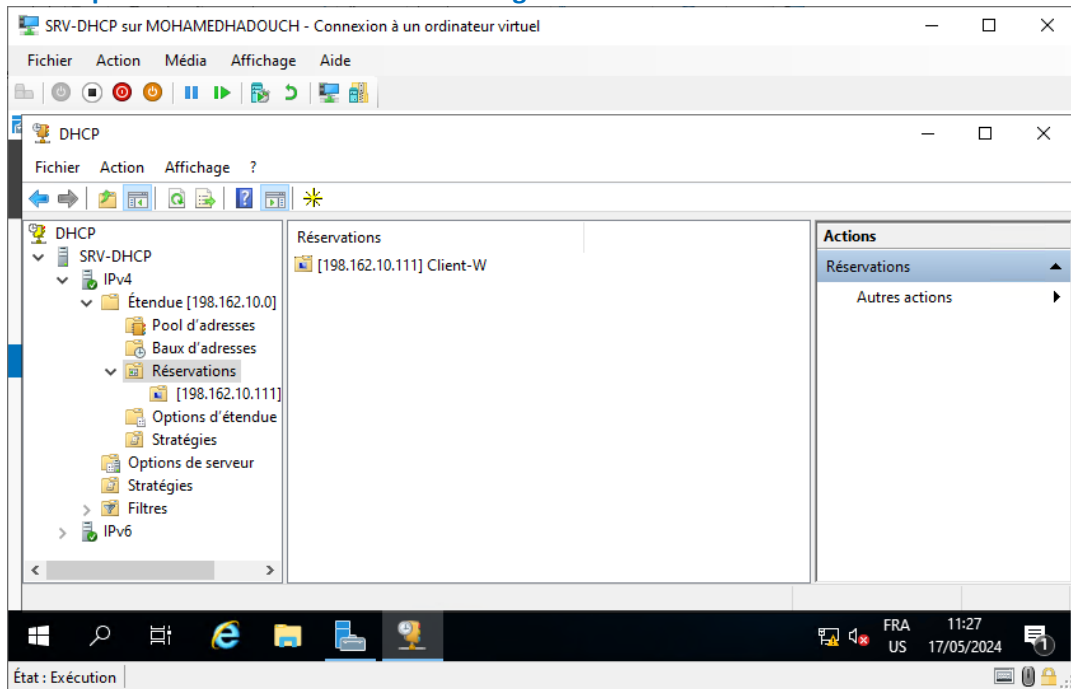 SRV-DHCP sur MOHAMEDHADOUCH - Connexion à un ordinateur virtuel
Fichier Action Média Affichage Aide
DHCP
Fichier Action Affichage ?
DHCP
SRV-DHCP
IPv4
Étendue [198.162.10.0]
Pool d'adresses
Baux d'adresses
Réservations
[198.162.10.111]
Options d'étendue
Stratégies
Options de serveur
Stratégies
Filtres
IPv6
Réservations
[198.162.10.111] Client-W
Actions
Réservations
Autres actions
FRA 11:27
US 17/05/2024
1
État : Exécution